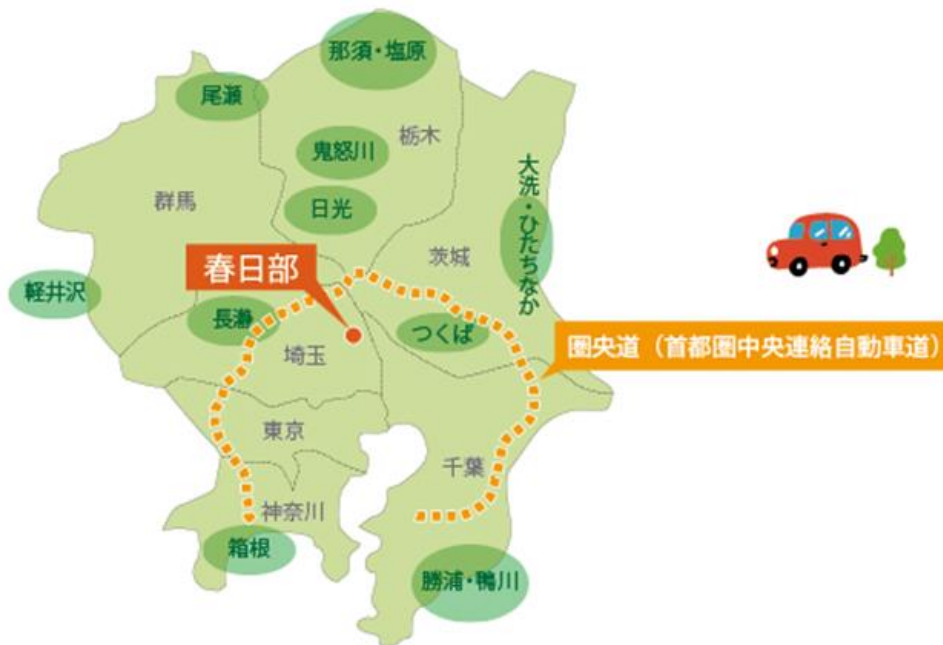 那須・塩原
尾瀬
栃木
鬼怒川
大洗・ひたちなか
群馬
日光
茨城
春日部
軽井沢
長瀞
つくば
圏央道（首都圏中央連絡自動車道）
埼玉
東京
千葉
神奈川
箱根
勝浦・鴨川